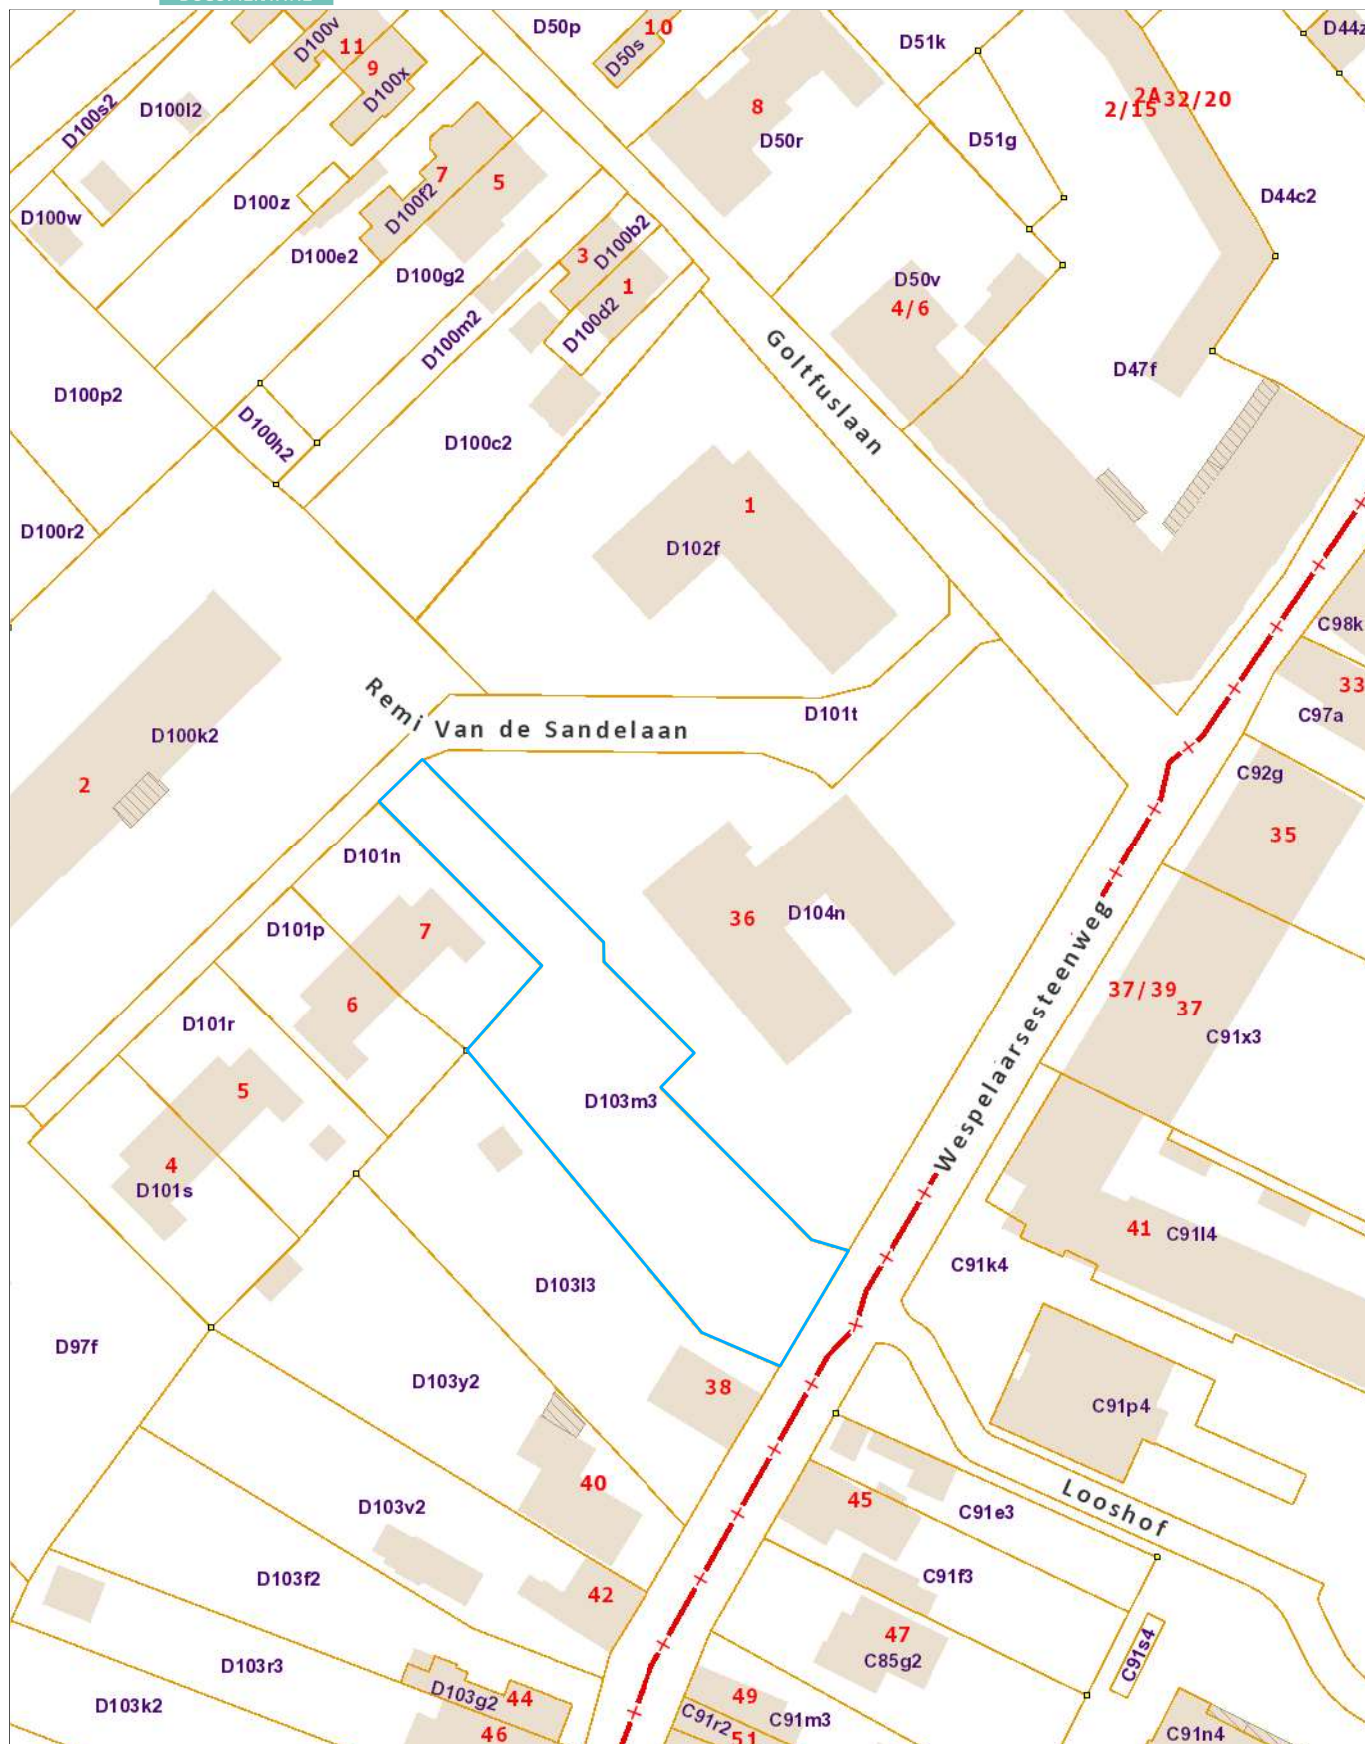 D50p
10
D50s
D51k
D44z
D100v
11
9
D100x
D100s2
D100l2
8
D50r
2A
32/20
2/15
D51g
D44c2
7
5
D100f2
D100z
D100w
D100e2
D100g2
3
D100b2
1
D100d2
D100m2
D50v
4/6
Goltfuslaan
D47f
D100p2
D100h2
D100c2
D100r2
1
D102f
C98k
33
C97a
Remi Van de Sandelaan
D101t
D100k2
2
C92g
35
D101n
D101p
7
6
36
D104n
Wespelaarsesteenweg
37/39
37
C91x3
D101r
5
4
D101s
D103m3
41
C91l4
C91k4
D103l3
D97f
D103y2
38
C91p4
40
45
C91e3
Looshof
D103v2
D103f2
42
C91f3
47
C85g2
C91s4
D103r3
D103g2
44
49
C91m3
D103k2
46
C91r2
51
C91n4